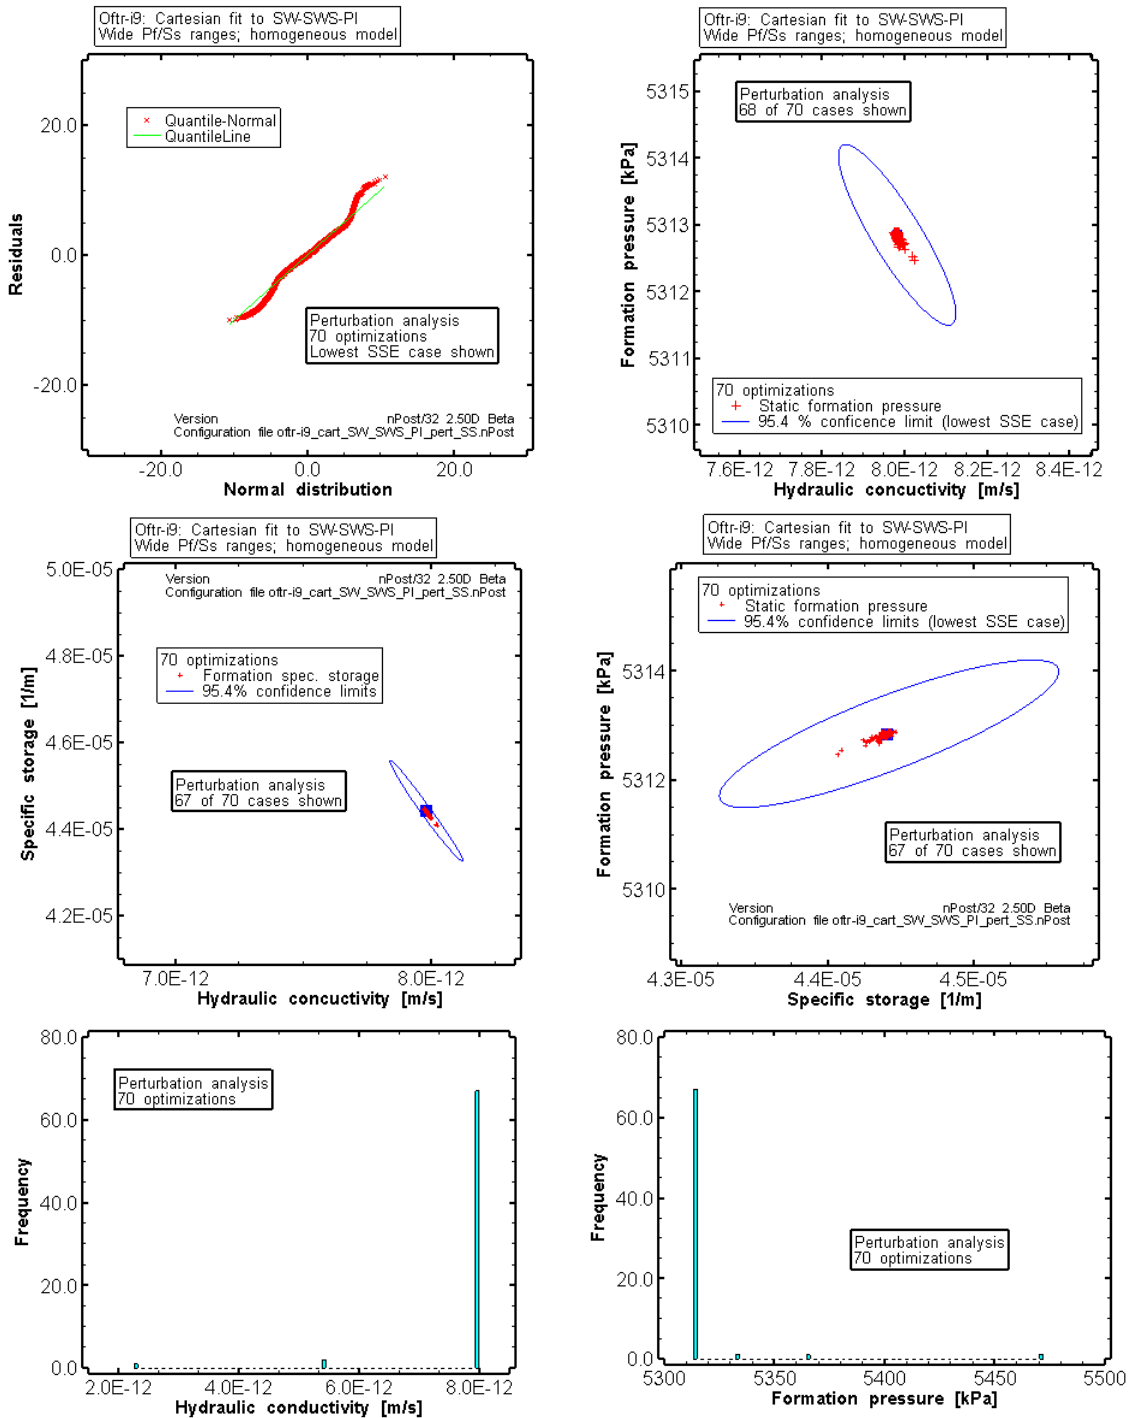 Oftr-i9: Cartesian fit to SW-SWS-PI
Wide Pf/Ss ranges; homogeneous model
20.0
0.0
-20.0
Residuals
Quantile-Normal
QuantileLine
Perturbation analysis
70 optimizations
Lowest SSE case shown
Version nPost/32 2.50D Beta
Configuration file oftr-i9_cart_SW_SWS_PI_pert_SS.nPost
-20.0 0.0 20.0
Normal distribution
Oftr-i9: Cartesian fit to SW-SWS-PI
Wide Pf/Ss ranges; homogeneous model
5315
5314
5313
5312
5311
5310
Formation pressure [kPa]
Perturbation analysis
68 of 70 cases shown
70 optimizations
Static formation pressure
95.4 % conficence limit (lowest SSE case)
7.6E-12 7.8E-12 8.0E-12 8.2E-12 8.4E-12
Hydraulic concuctivity [m/s]
Oftr-i9: Cartesian fit to SW-SWS-PI
Wide Pf/Ss ranges; homogeneous model
5.0E-05
4.8E-05
4.6E-05
4.4E-05
4.2E-05
Specific storage [1/m]
Version nPost/32 2.50D Beta
Configuration file oftr-i9_cart_SW_SWS_PI_pert_SS.nPost
70 optimizations
Formation spec. storage
95.4% confidence limits
Perturbation analysis
67 of 70 cases shown
7.0E-12 8.0E-12
Hydraulic concuctivity [m/s]
Oftr-i9: Cartesian fit to SW-SWS-PI
Wide Pf/Ss ranges; homogeneous model
5314
5312
5310
Formation pressure [kPa]
70 optimizations
Static formation pressure
95.4% confidence limits (lowest SSE case)
Perturbation analysis
67 of 70 cases shown
Version nPost/32 2.50D Beta
Configuration file oftr-i9_cart_SW_SWS_PI_pert_SS.nPost
4.3E-05 4.4E-05 4.5E-05
Specific storage [1/m]
80.0
60.0
40.0
20.0
0.0
Frequency
Perturbation analysis
70 optimizations
2.0E-12 4.0E-12 6.0E-12 8.0E-12
Hydraulic conductivity [m/s]
80.0
60.0
40.0
20.0
0.0
Frequency
Perturbation analysis
70 optimizations
5300 5350 5400 5450 5500
Formation pressure [kPa]